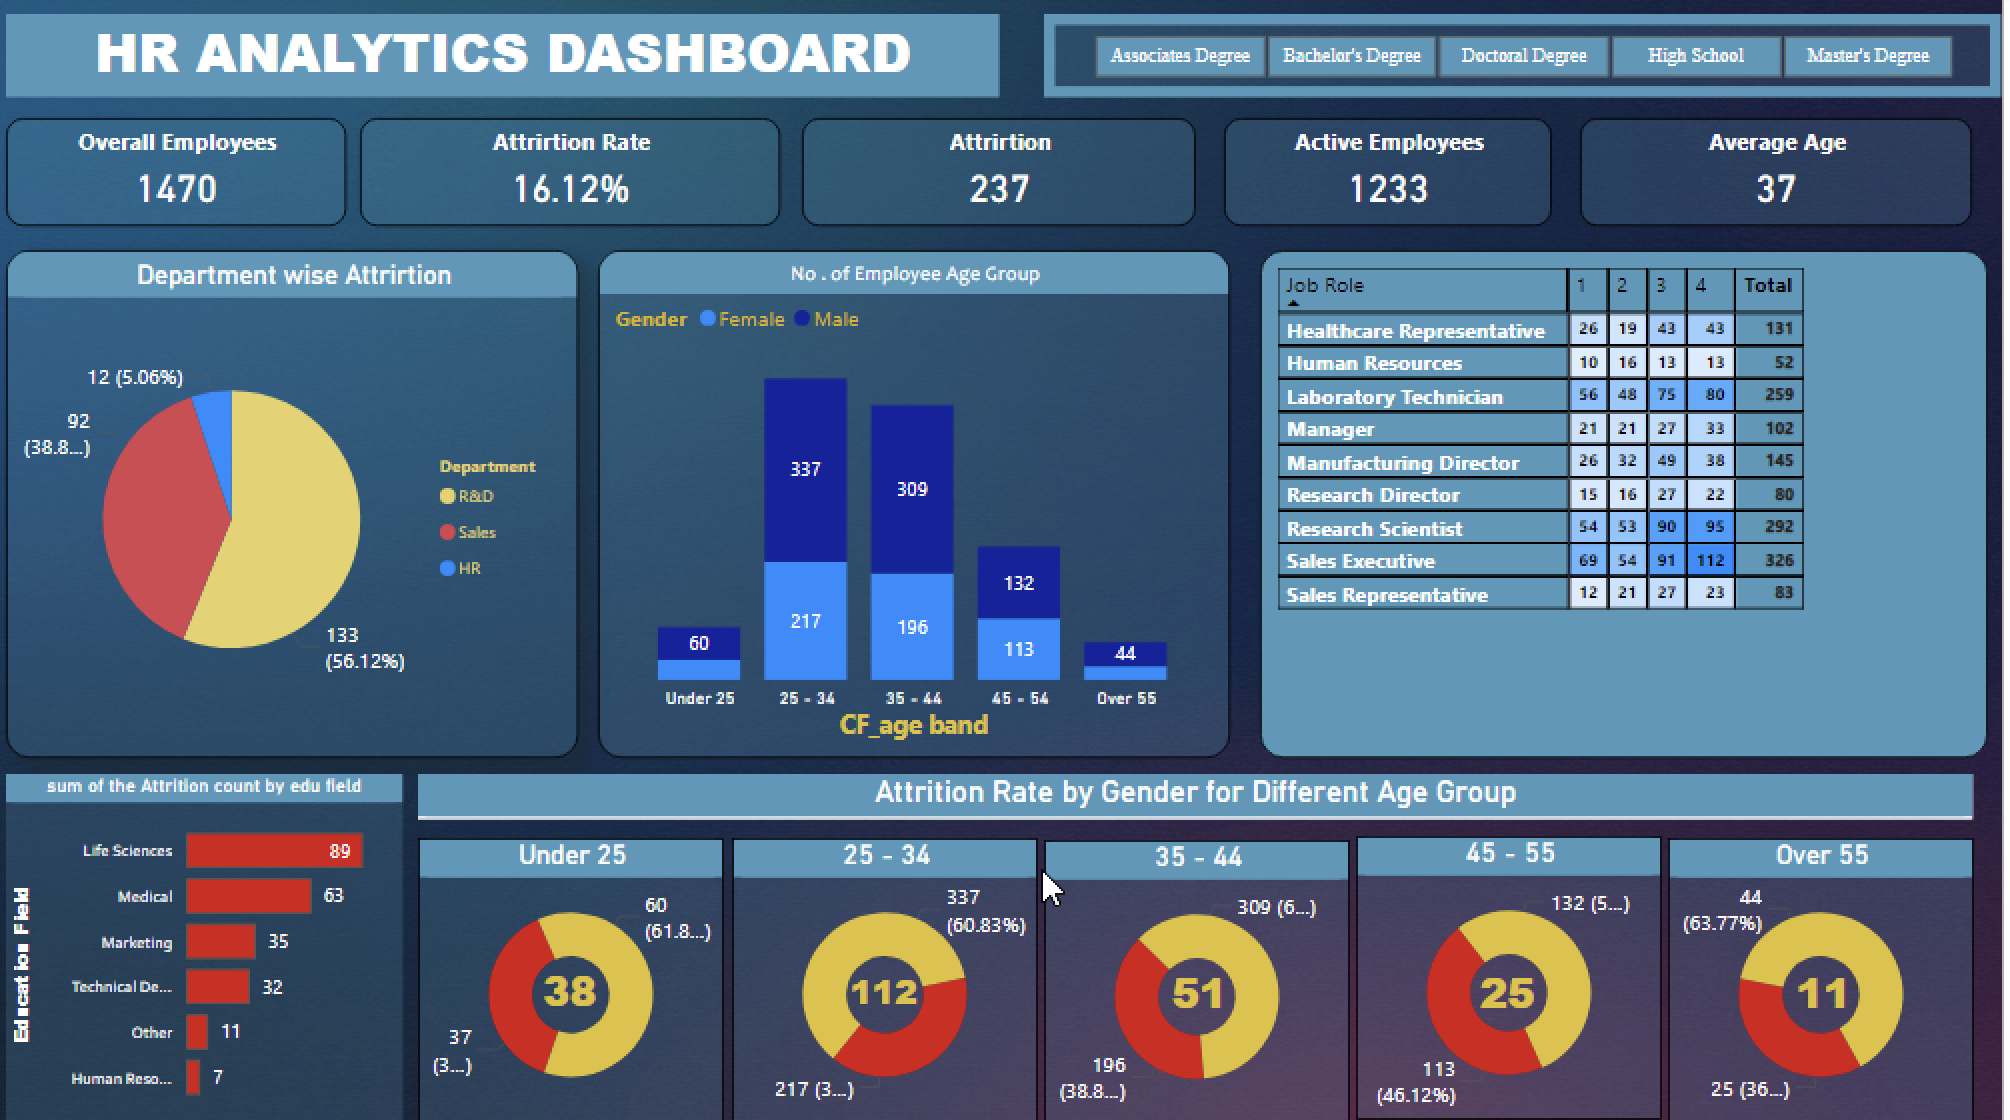 HR ANALYTICS DASHBOARD
Associates Degree Bachelor's Degree Doctoral Degree High School Master's Degree
Overall Employees
1470
Attrirtion Rate
16.12%
Attrirtion
237
Active Employees
1233
Average Age
37
Department wise Attrirtion
12 (5.06%)
92
(38.8...)
133
(56.12%)
Department
R&D
Sales
HR
No . of Employee Age Group
Gender Female Male
337
309
217
196
132
113
60
44
Under 25 25 - 34 35 - 44 45 - 54 Over 55
CF_age band
Job Role 1 2 3 4 Total
Healthcare Representative 26 19 43 43 131
Human Resources 10 16 13 13 52
Laboratory Technician 56 48 75 80 259
Manager 21 21 27 33 102
Manufacturing Director 26 32 49 38 145
Research Director 15 16 27 22 80
Research Scientist 54 53 90 95 292
Sales Executive 69 54 91 112 326
Sales Representative 12 21 27 23 83
sum of the Attrition count by edu field
Education Field
Life Sciences 89
Medical 63
Marketing 35
Technical De... 32
Other 11
Human Reso... 7
Attrition Rate by Gender for Different Age Group
Under 25
60
(61.8...)
38
37
(3...)
25 - 34
337
(60.83%)
112
217 (3...)
35 - 44
309 (6...)
51
196
(38.8...)
45 - 55
132 (5...)
25
113
(46.12%)
Over 55
44
(63.77%)
11
25 (36...)